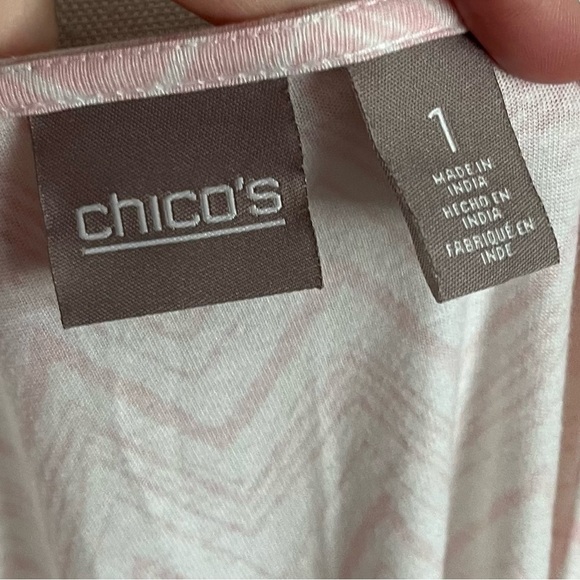 chico's
1
MADE IN
INDIA
HECHO EN
INDIA
FABRIQUÉ EN
INDE